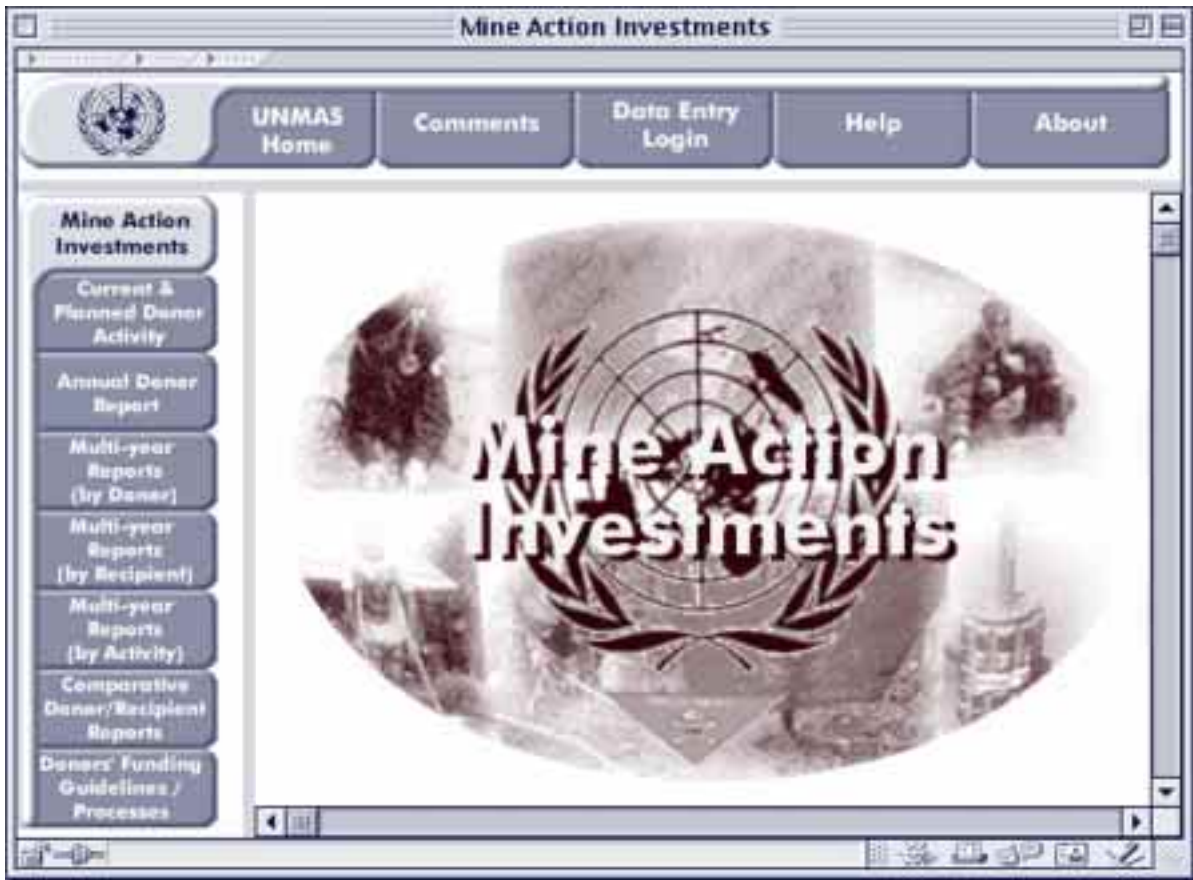 Mine Action Investments
UNMAS
Home
Comments
Data Entry
Login
Help
About
Mine Action
Investments
Current &
Planned Donor
Activity
Annual Donor
Report
Multi-year
Reports
(by Donor)
Multi-year
Reports
(by Recipient)
Multi-year
Reports
(by Activity)
Comparative
Donor/Recipient
Reports
Donors' Funding
Guidelines /
Processes
Mine Action
Investments